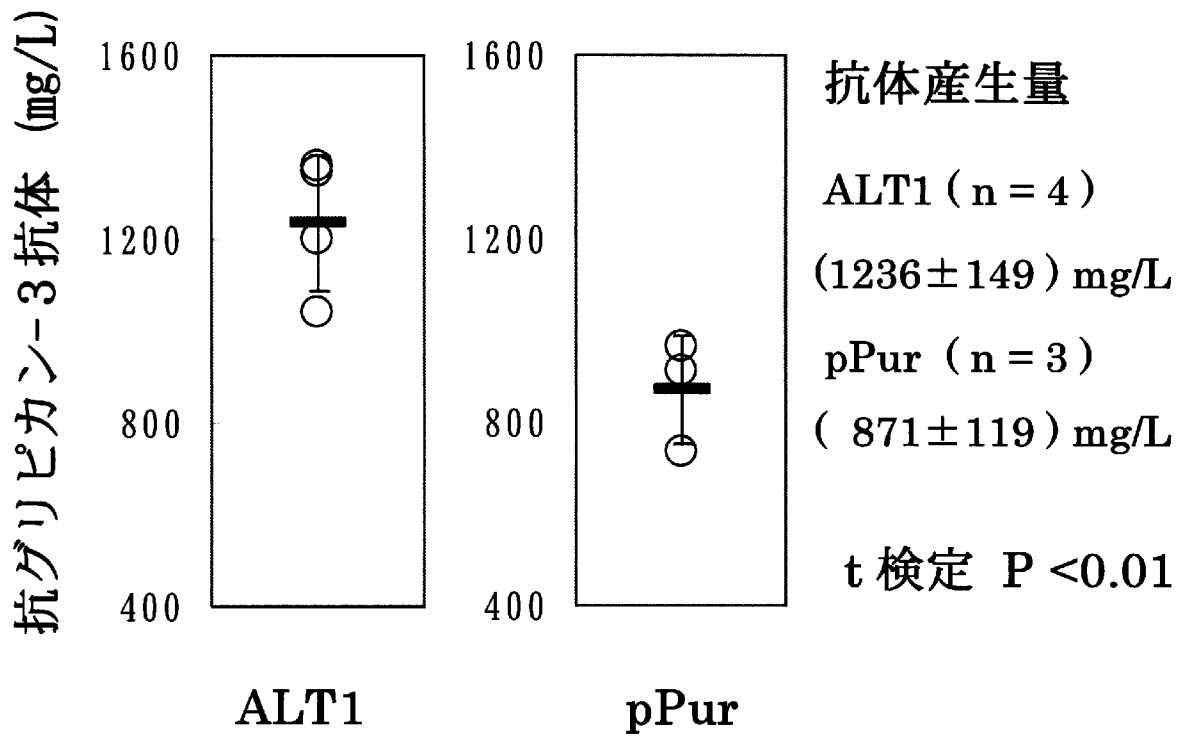 抗グリピカン-3抗体 (mg/L)
1600
1200
800
400
ALT1
1600
1200
800
400
pPur
抗体産生量
ALT1 ( n = 4 )
(1236±149 ) mg/L
pPur ( n = 3 )
( 871±119 ) mg/L
t 検定 P <0.01